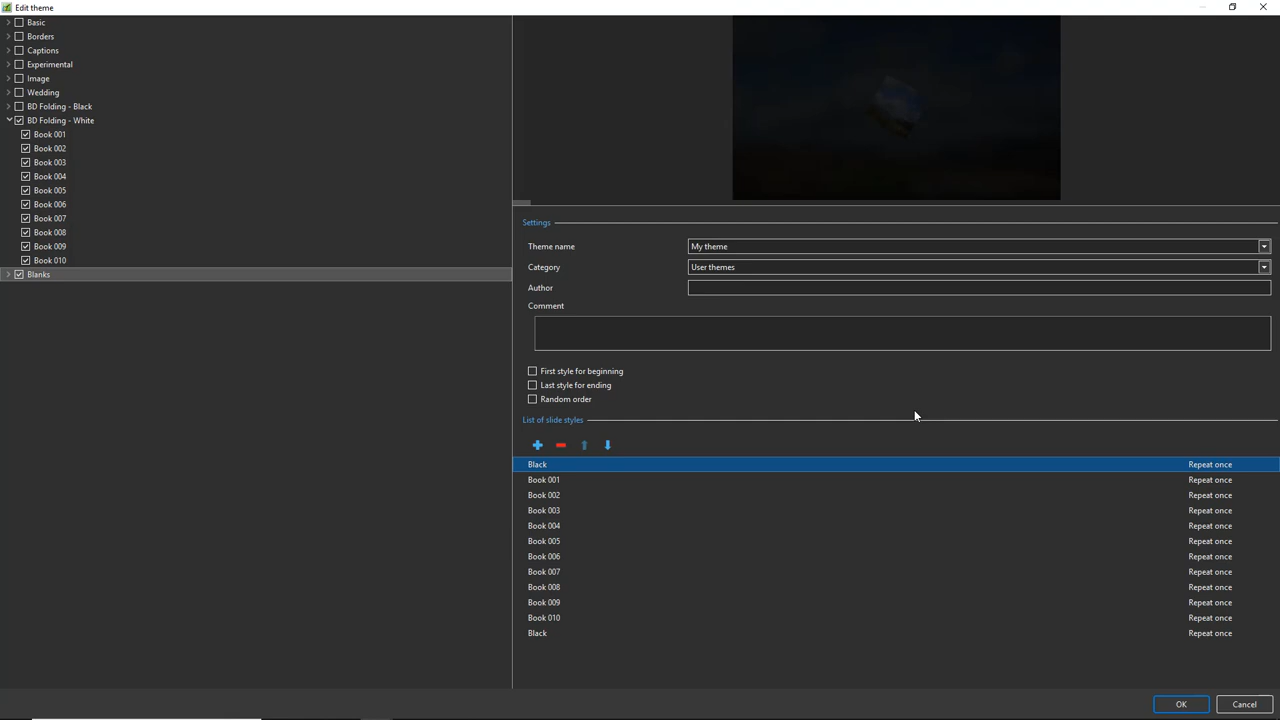 Edit theme
Basic
Borders
Captions
Experimental
Image
Wedding
BD Folding - Black
BD Folding - White
Book 001
Book 002
Book 003
Book 004
Book 005
Book 006
Book 007
Book 008
Book 009
Book 010
Blanks
Settings
Theme name My theme
Category User themes
Author
Comment
First style for beginning
Last style for ending
Random order
List of slide styles
Black Repeat once
Book 001 Repeat once
Book 002 Repeat once
Book 003 Repeat once
Book 004 Repeat once
Book 005 Repeat once
Book 006 Repeat once
Book 007 Repeat once
Book 008 Repeat once
Book 009 Repeat once
Book 010 Repeat once
Black Repeat once
OK Cancel